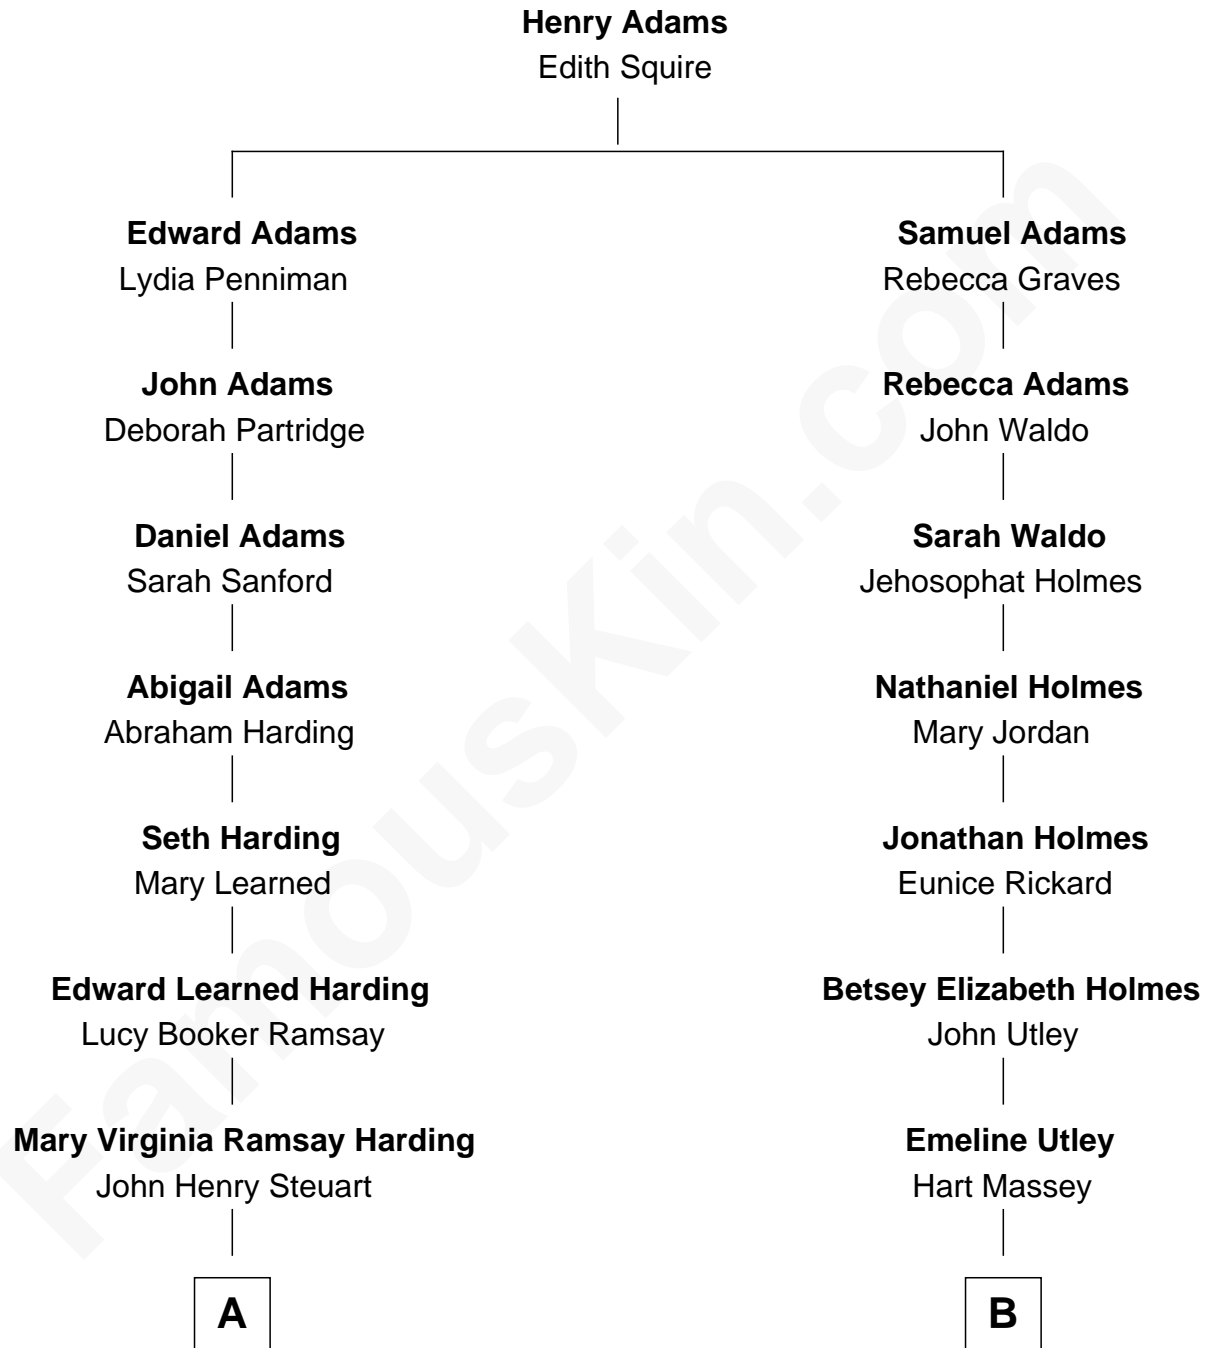 Henry Adams
Edith Squire
Edward Adams
Lydia Penniman
Samuel Adams
Rebecca Graves
John Adams
Deborah Partridge
Rebecca Adams
John Waldo
Daniel Adams
Sarah Sanford
Sarah Waldo
Jehosophat Holmes
Abigail Adams
Abraham Harding
Nathaniel Holmes
Mary Jordan
Seth Harding
Mary Learned
Jonathan Holmes
Eunice Rickard
Edward Learned Harding
Lucy Booker Ramsay
Betsey Elizabeth Holmes
John Utley
Mary Virginia Ramsay Harding
John Henry Steuart
Emeline Utley
Hart Massey
A
B
FamousKin.com